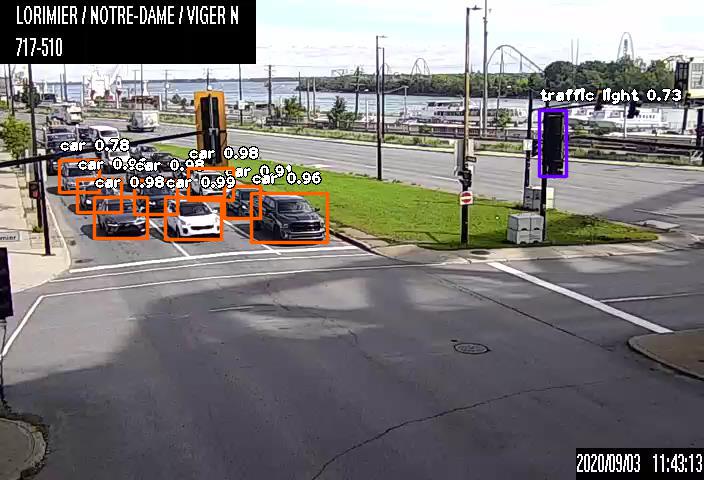 LORIMIER / NOTRE-DAME / VIGER N
717-510
traffic light 0.73
car 0.78
car 0.98
car 0.98
car 0.98
car 0.99
car 0.96
2020/09/03 11:43:13